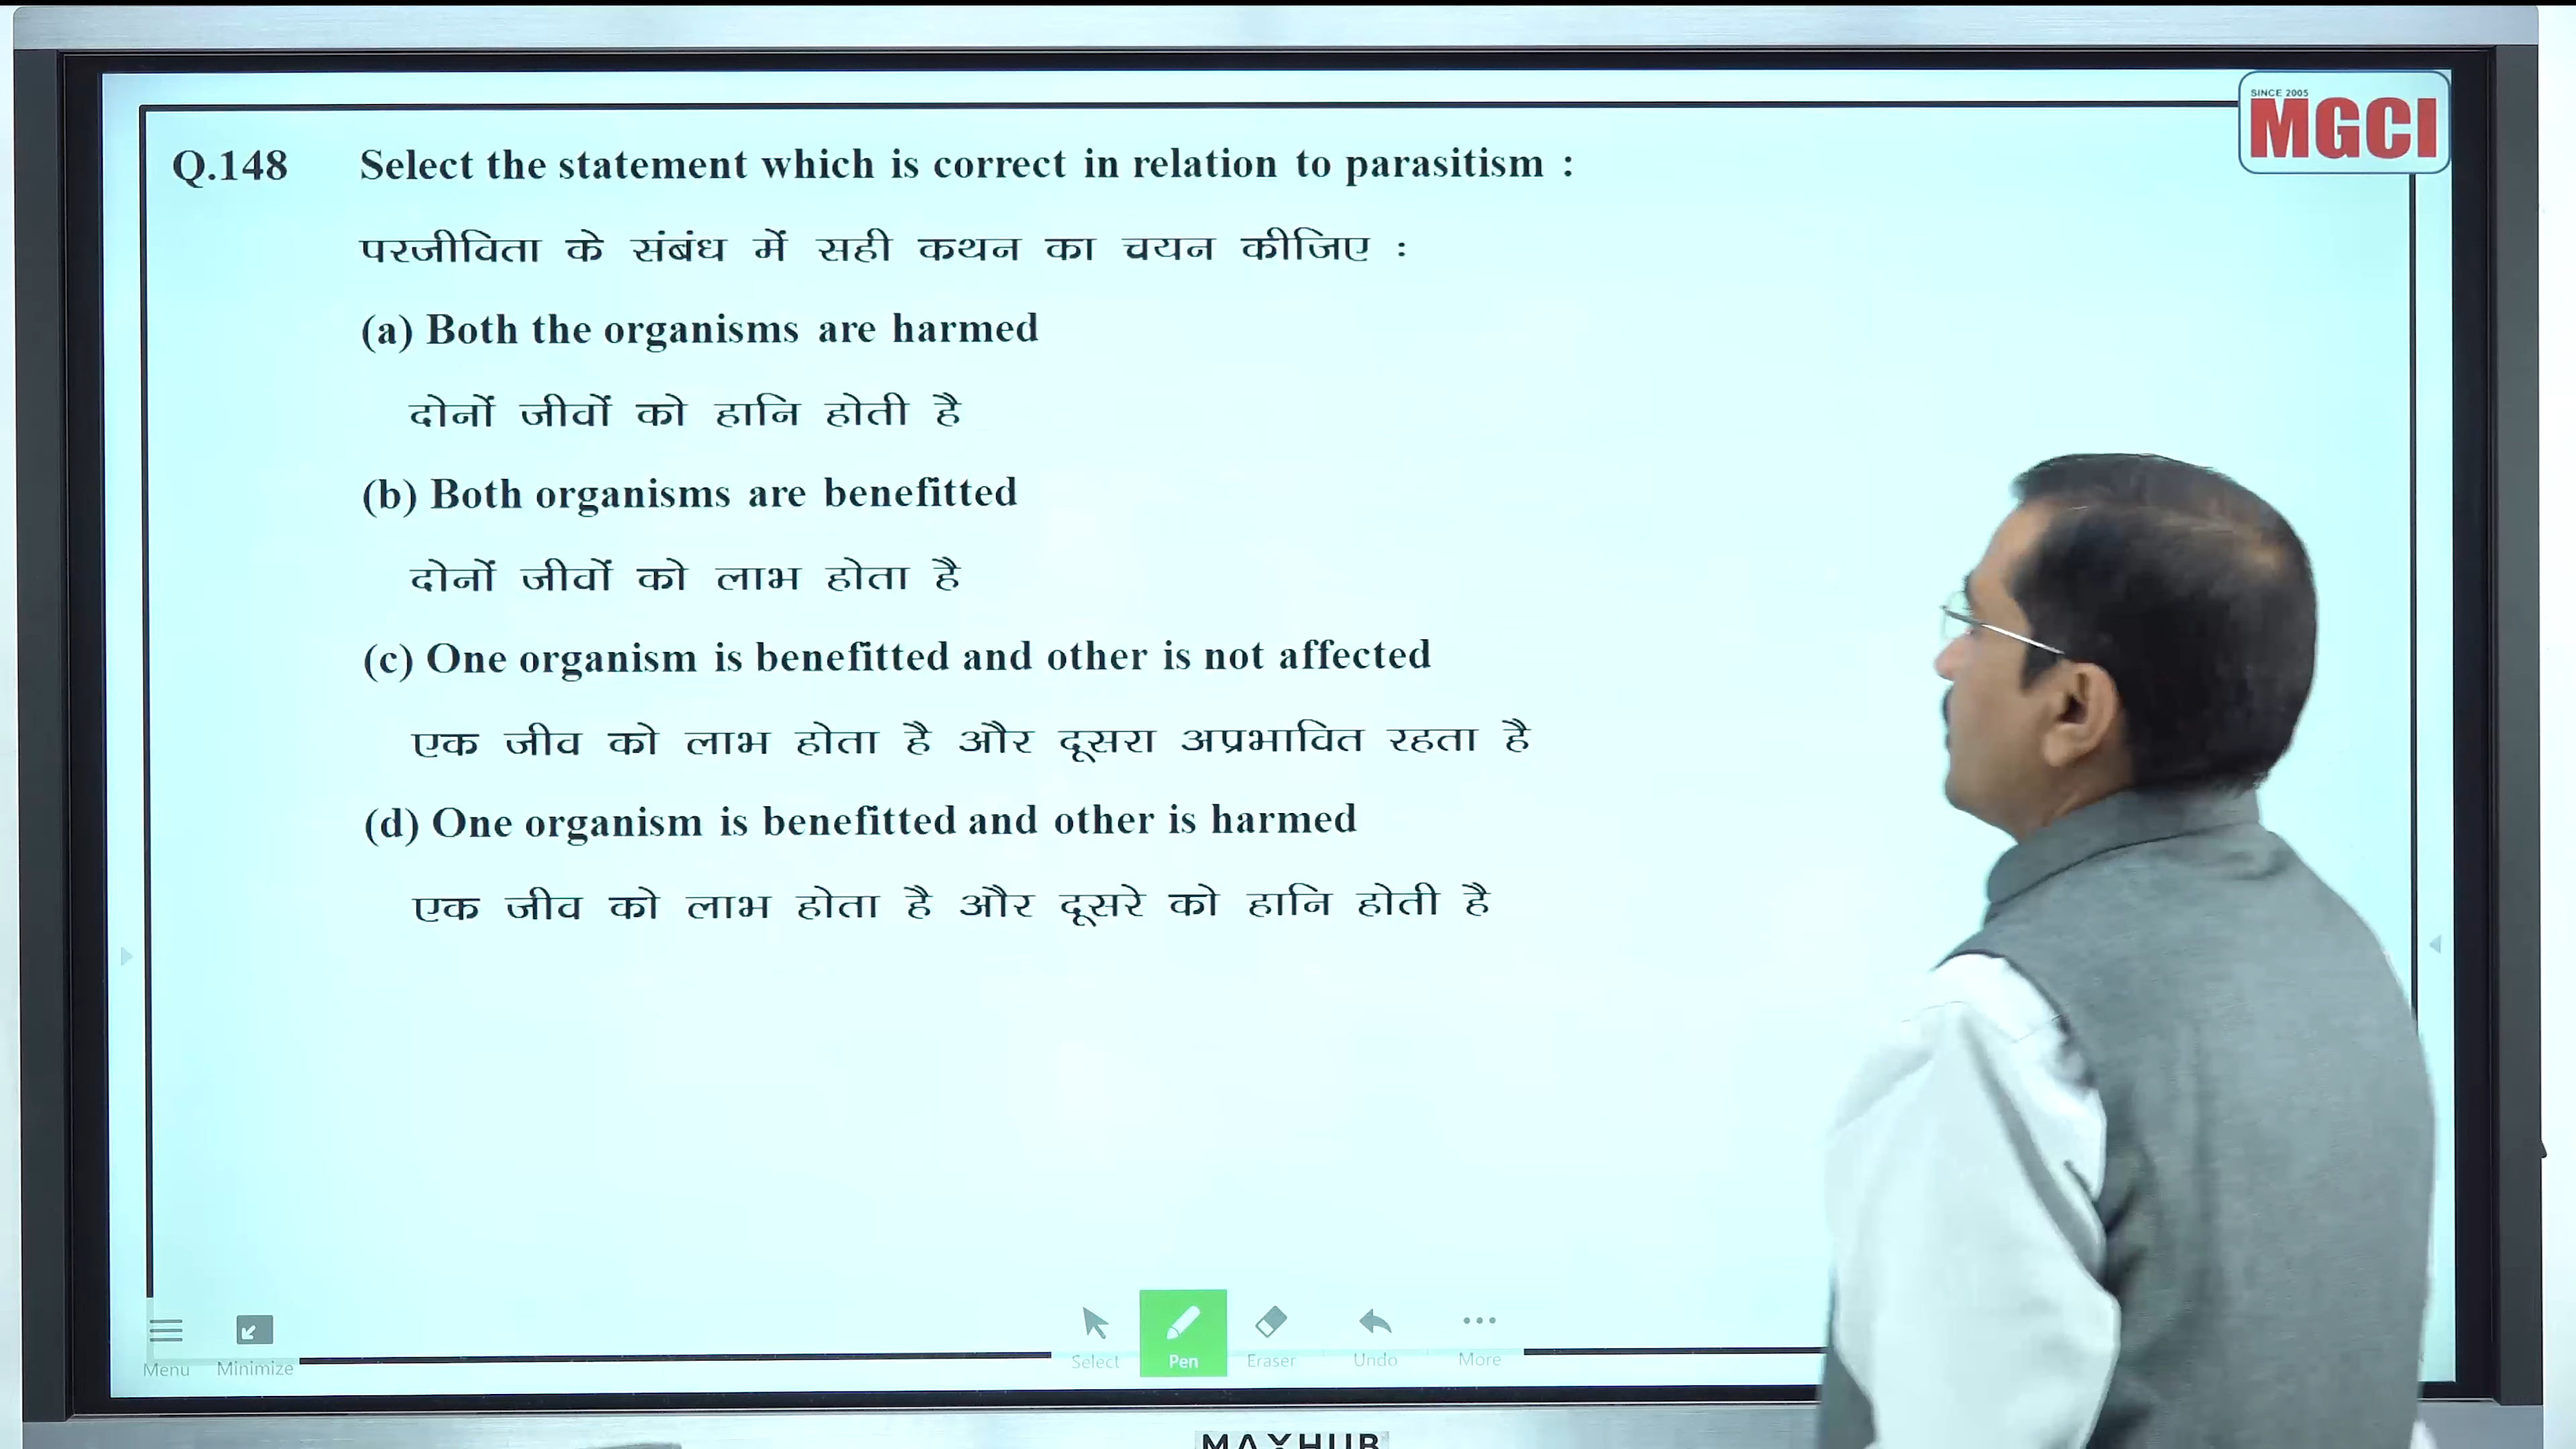 SINCE 2005
MGCI
Q.148 Select the statement which is correct in relation to parasitism :
परजीविता के संबंध में सही कथन का चयन कीजिए :
(a) Both the organisms are harmed
दोनों जीवों को हानि होती है
(b) Both organisms are benefitted
दोनों जीवों को लाभ होता है
(c) One organism is benefitted and other is not affected
एक जीव को लाभ होता है और दूसरा अप्रभावित रहता है
(d) One organism is benefitted and other is harmed
एक जीव को लाभ होता है और दूसरे को हानि होती है
Menu Minimize Select Pen Eraser Undo More
MAXHUB